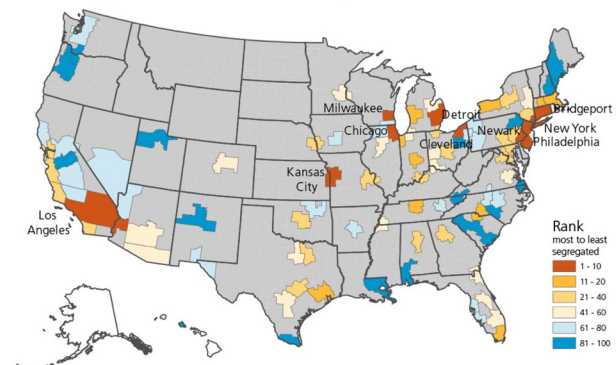 Milwaukee
Detroit
Bridgeport
Chicago
Cleveland
Newark
New York
Philadelphia
Kansas
City
Los
Angeles
Rank
most to least
segregated
1 - 10
11 - 20
21 - 40
41 - 60
61 - 80
81 - 100